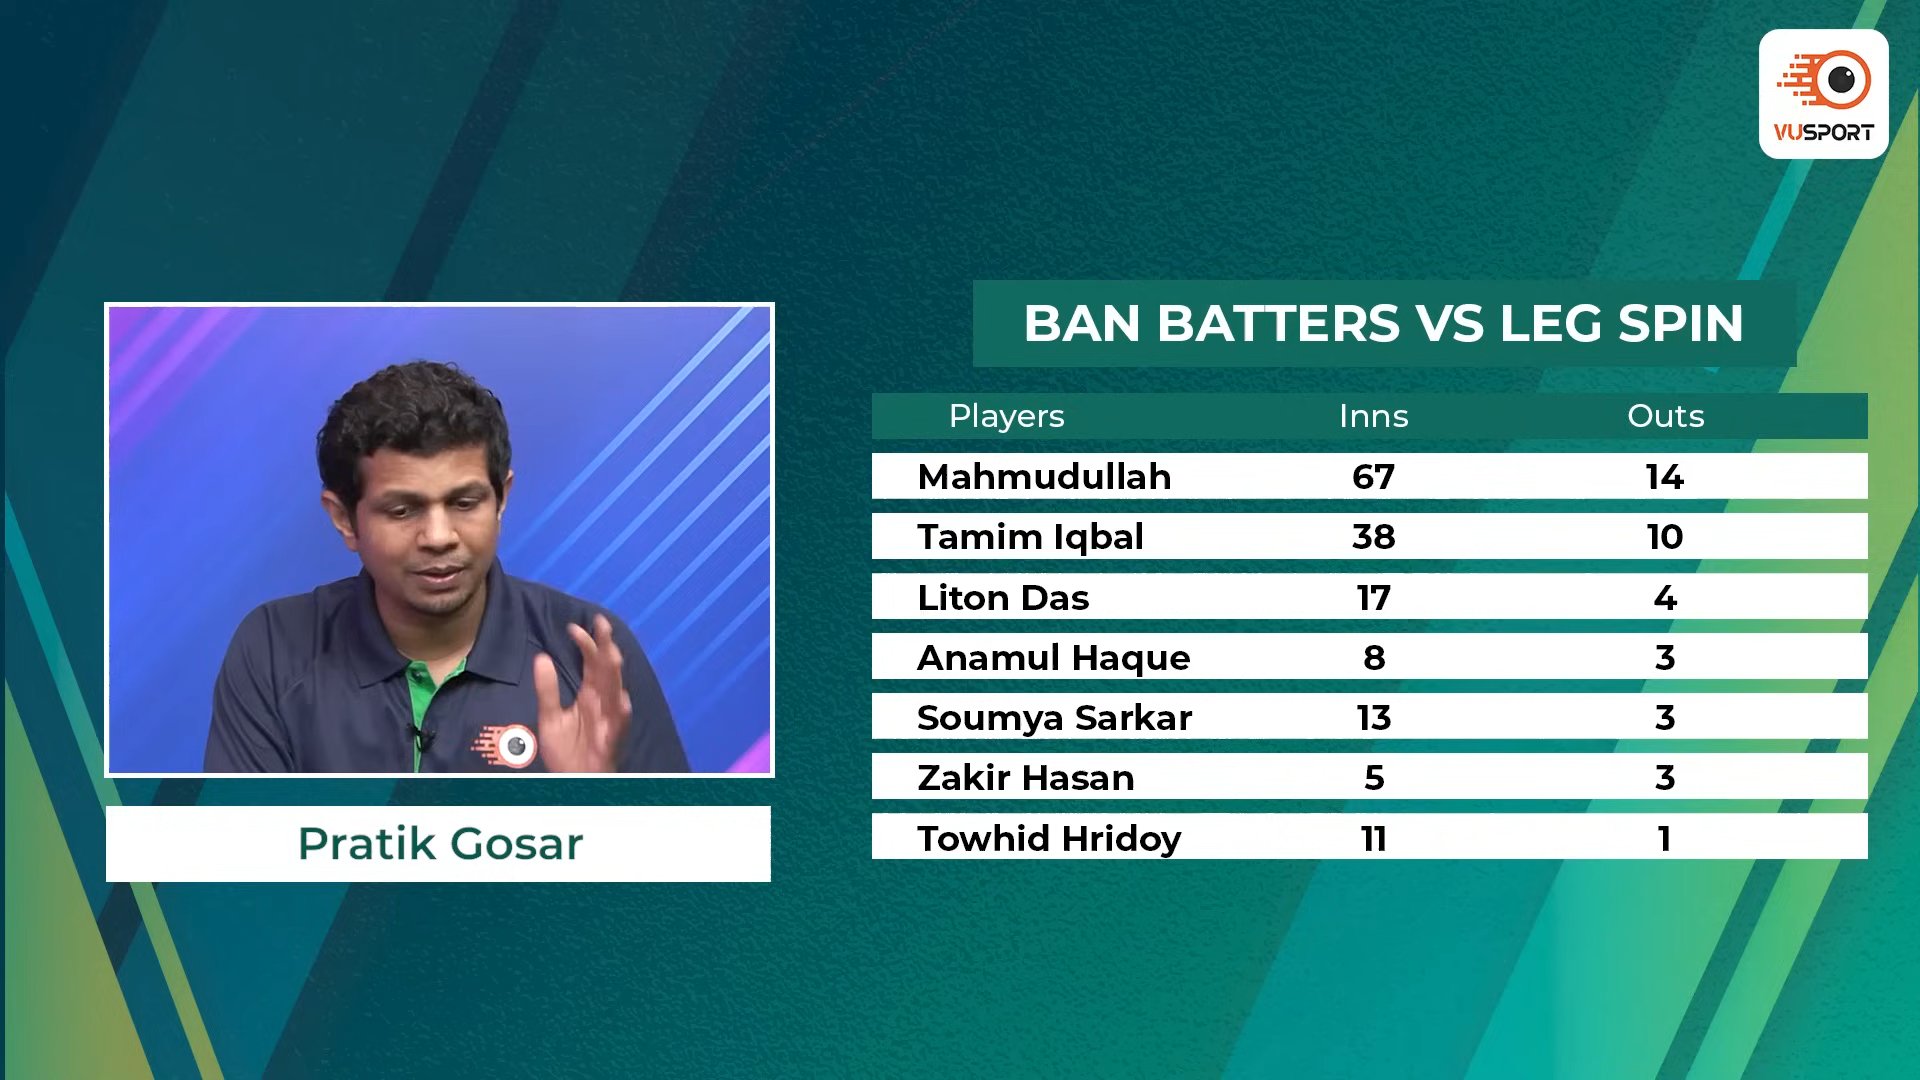 VUSPORT
BAN BATTERS VS LEG SPIN
Players Inns Outs
Mahmudullah 67 14
Tamim Iqbal 38 10
Liton Das 17 4
Anamul Haque 8 3
Soumya Sarkar 13 3
Zakir Hasan 5 3
Towhid Hridoy 11 1
Pratik Gosar